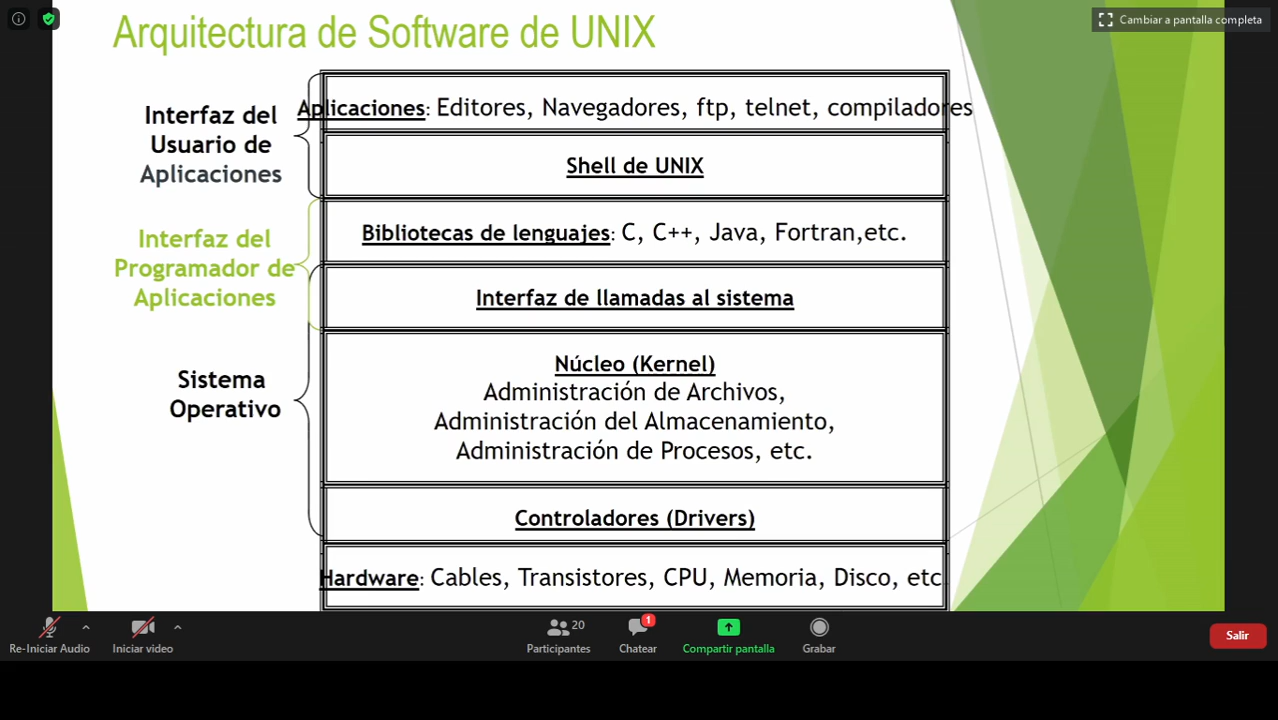 Cambiar a pantalla completa
Arquitectura de Software de UNIX
Interfaz del
Usuario de
Aplicaciones
Aplicaciones: Editores, Navegadores, ftp, telnet, compiladores
Shell de UNIX
Interfaz del
Programador de
Aplicaciones
Bibliotecas de lenguajes: C, C++, Java, Fortran,etc.
Interfaz de llamadas al sistema
Sistema
Operativo
Núcleo (Kernel)
Administración de Archivos,
Administración del Almacenamiento,
Administración de Procesos, etc.
Controladores (Drivers)
Hardware: Cables, Transistores, CPU, Memoria, Disco, etc.
Re-Iniciar Audio
Iniciar video
20
Participantes
1
Chatear
Compartir pantalla
Grabar
Salir